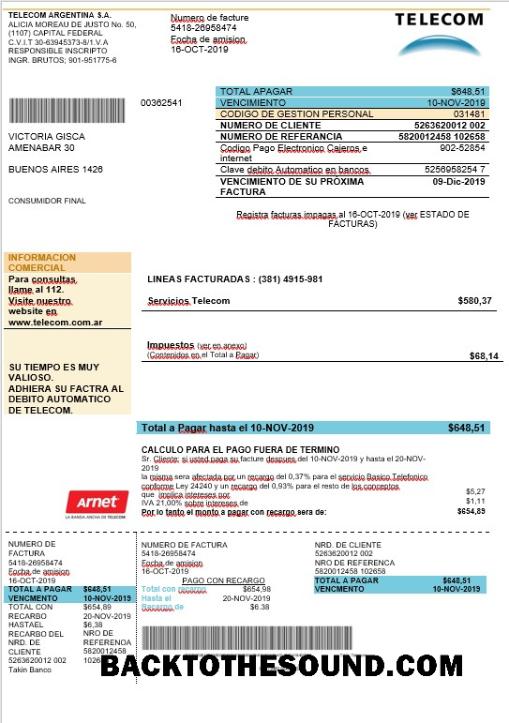 TELECOM ARGENTINA S.A.
ALICIA MOREAU DE JUSTO No. 50,
(1107) CAPITAL FEDERAL
C.V.I.T 30-63945373-8/1.V.A
RESPONSIBLE INSCRIPTO
INGR. BRUTOS; 901-951775-6
Numero de facture
5418-26958474
Focha de amision
16-OCT-2019
TELECOM
00362541
VICTORIA GISCA
AMENABAR 30
BUENOS AIRES 1426
CONSUMIDOR FINAL
TOTAL APAGAR $648,51
VENCIMIENTO 10-NOV-2019
CODIGO DE GESTION PERSONAL 031481
NUMERO DE CLIENTE 5263620012 002
NUMERO DE REFERENCIA 5820012458 102658
Codigo Pago Electronico Cajeros e internet 902-52854
Clave debito Automatico en bancos. 5256958254 7
VENCIMIENTO DE SU PRÓXIMA FACTURA 09-Dic-2019
Registra facturas impagas al 16-OCT-2019 (ver ESTADO DE
FACTURAS)
INFORMACION
COMERCIAL
Para consultas
llame al 112.
Visite nuestro
website en
www.telecom.com.ar
SU TIEMPO ES MUY
VALIOSO.
ADHIERA SU FACTRA AL
DEBITO AUTOMATICO
DE TELECOM.
LINEAS FACTURADAS : (381) 4915-981
Servicios Telecom $580,37
Impuestos (ver en anexo)
(Contenidos en el Total a Pagar) $68,14
Total a Pagar hasta el 10-NOV-2019 $648,51
CALCULO PARA EL PAGO FUERA DE TERMINO
Sr. Cliente: si usted paga su facture despues del 10-NOV-2019 y hasta el 20-NOV-
2019
la misma sera afectada por un recargo del 0,37% para el servicio Basico Telefonico
conforme Ley 24240 y un recargo del 0,93% para el resto de los conceptos
que implica intereses por $5,27
IVA 21,00% sobre intereses de $1,11
Por lo tanto el monto a pagar con recargo sera de: $654,89
arnet
LA BANDA ANCHA DE TELECOM
NUMERO DE
FACTURA
5418-26958474
Focha de amision
16-OCT-2019
TOTAL A PAGAR $648,51
VENCMENTO 10-NOV-2019
TOTAL CON $654,89
RECARBO 20-NOV-2019
HASTAEL $6,38
RECARBO DEL NRO DE
NRD. DE REFERENCIA
CLIENTE 5820012458
5263620012 002
Takin Banco
NUMERO DE FACTURA
5418-26958474
Focha de amision
16-OCT-2019
PAGO CON RECARGO
Total con recargo $654,98
Hasta el 20-NOV-2019
Recargo de $6.38
NRD. DE CLIENTE
5263620012 002
NRO DE REFERENCIA
5820012458 102658
TOTAL A PAGAR $648,51
VENCMENTO 10-NOV-2019
BACKTOTHESOUND.COM